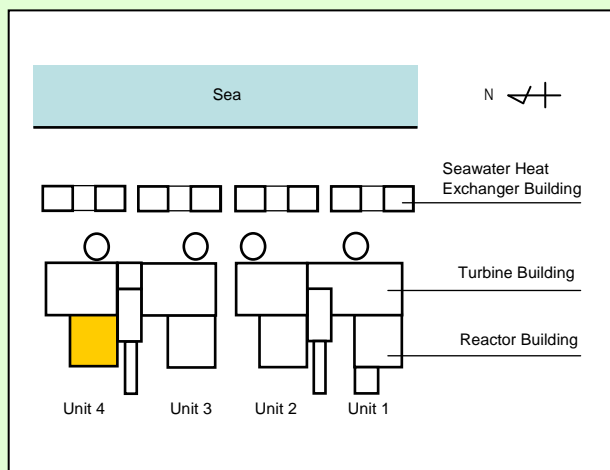 Sea
N
Seawater Heat
Exchanger Building
Turbine Building
Reactor Building
Unit 4
Unit 3
Unit 2
Unit 1